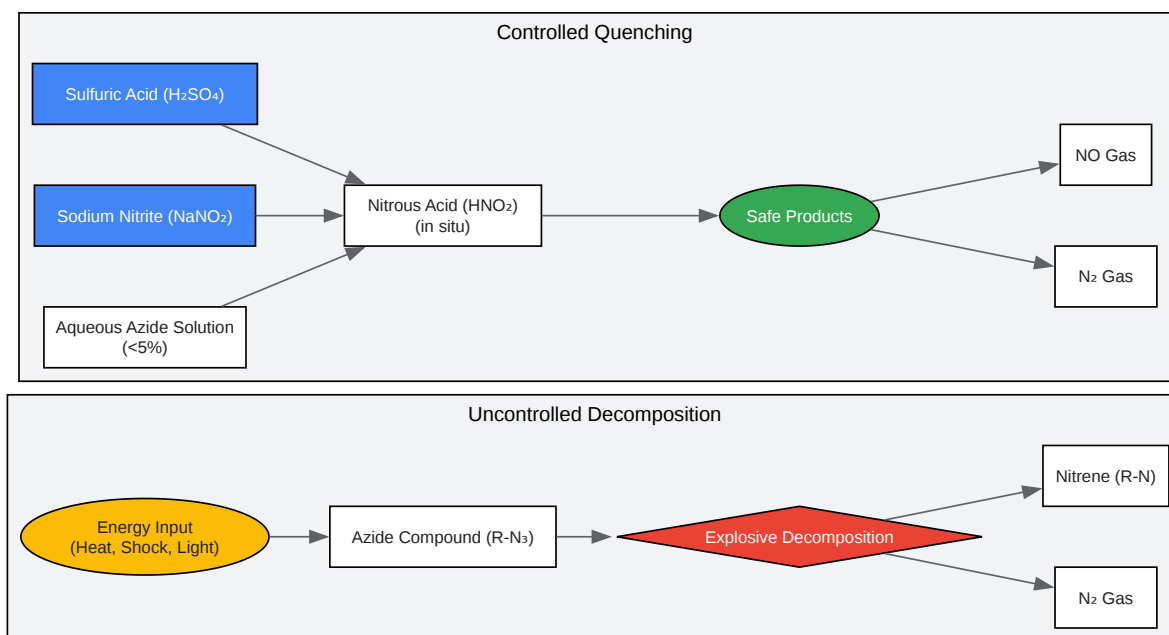 Controlled Quenching
Sulfuric Acid (H₂SO₄)
Sodium Nitrite (NaNO₂)
Aqueous Azide Solution
(<5%)
Nitrous Acid (HNO₂)
(in situ)
Safe Products
NO Gas
N₂ Gas
Uncontrolled Decomposition
Energy Input
(Heat, Shock, Light)
Azide Compound (R-N₃)
Explosive Decomposition
Nitrene (R-N)
N₂ Gas